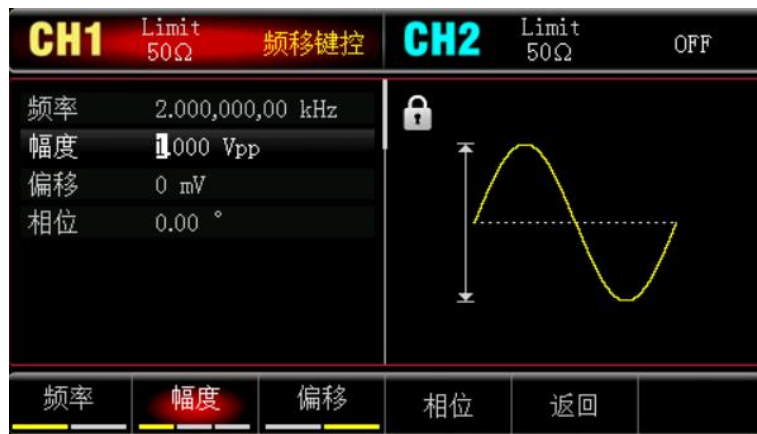 CH1 Limit 50Ω 频移键控 CH2 Limit 50Ω OFF
频率 2.000,000,00 kHz
幅度 1.000 Vpp
偏移 0 mV
相位 0.00 °
频率 幅度 偏移 相位 返回